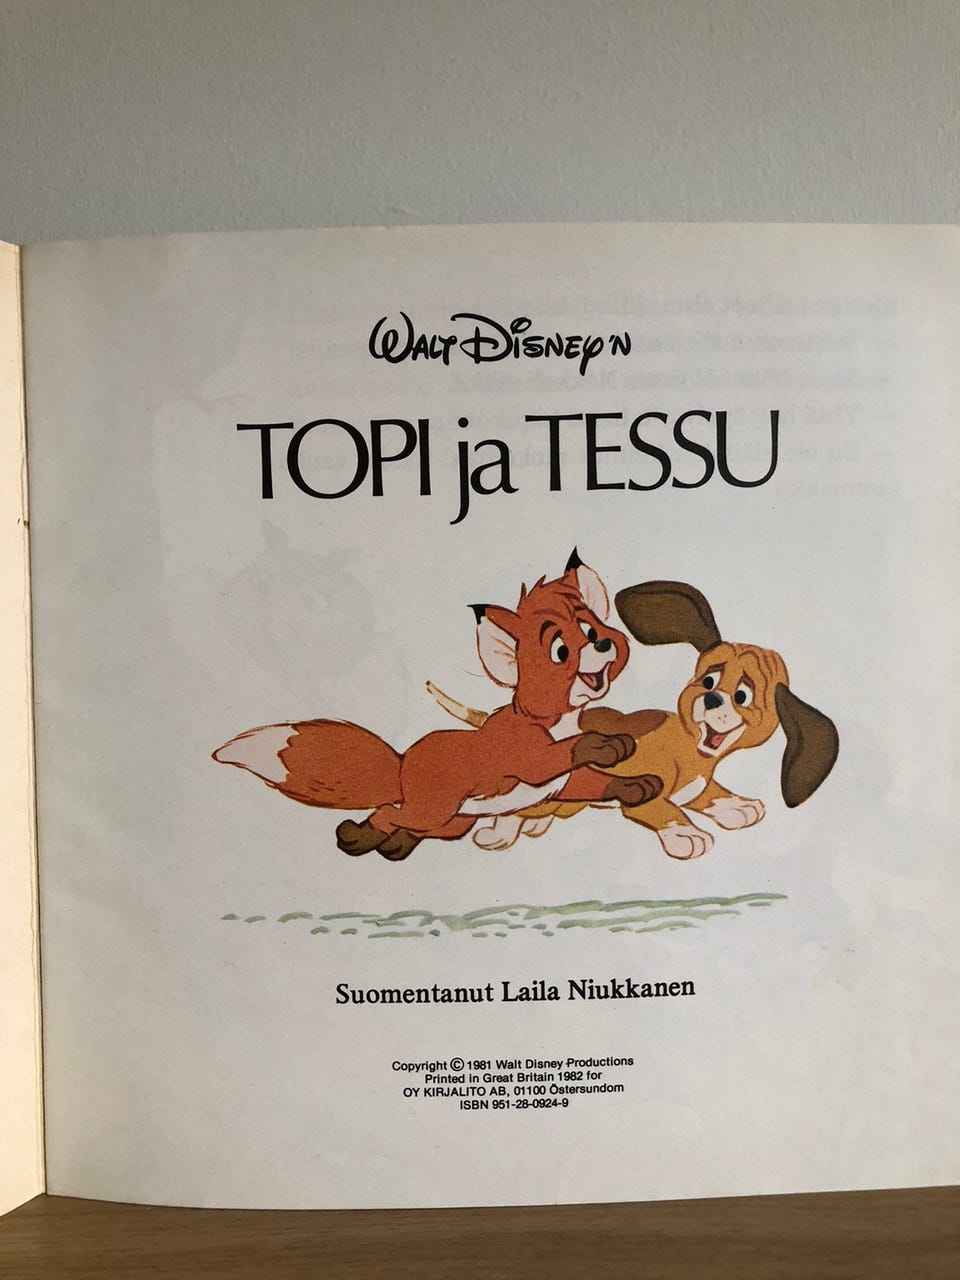 Walt Disney'n
TOPI ja TESSU
Suomentanut Laila Niukkanen
Copyright © 1981 Walt Disney Productions
Printed in Great Britain 1982 for
OY KIRJALITO AB, 01100 Östersundom
ISBN 951-28-0924-9